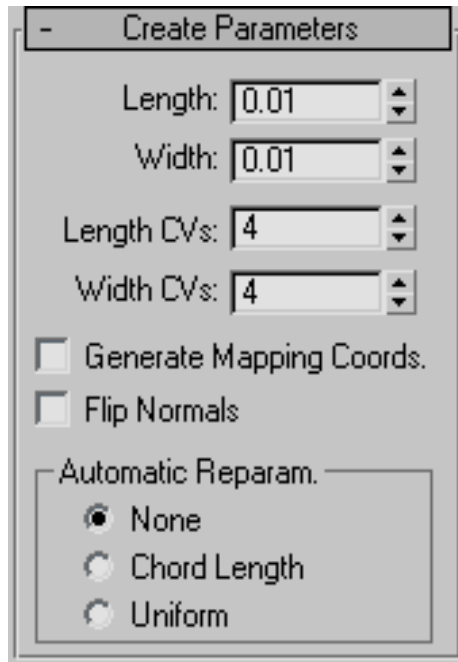 - Create Parameters
Length: 0.01
Width: 0.01
Length CVs: 4
Width CVs: 4
Generate Mapping Coords.
Flip Normals
Automatic Reparam.
None
Chord Length
Uniform